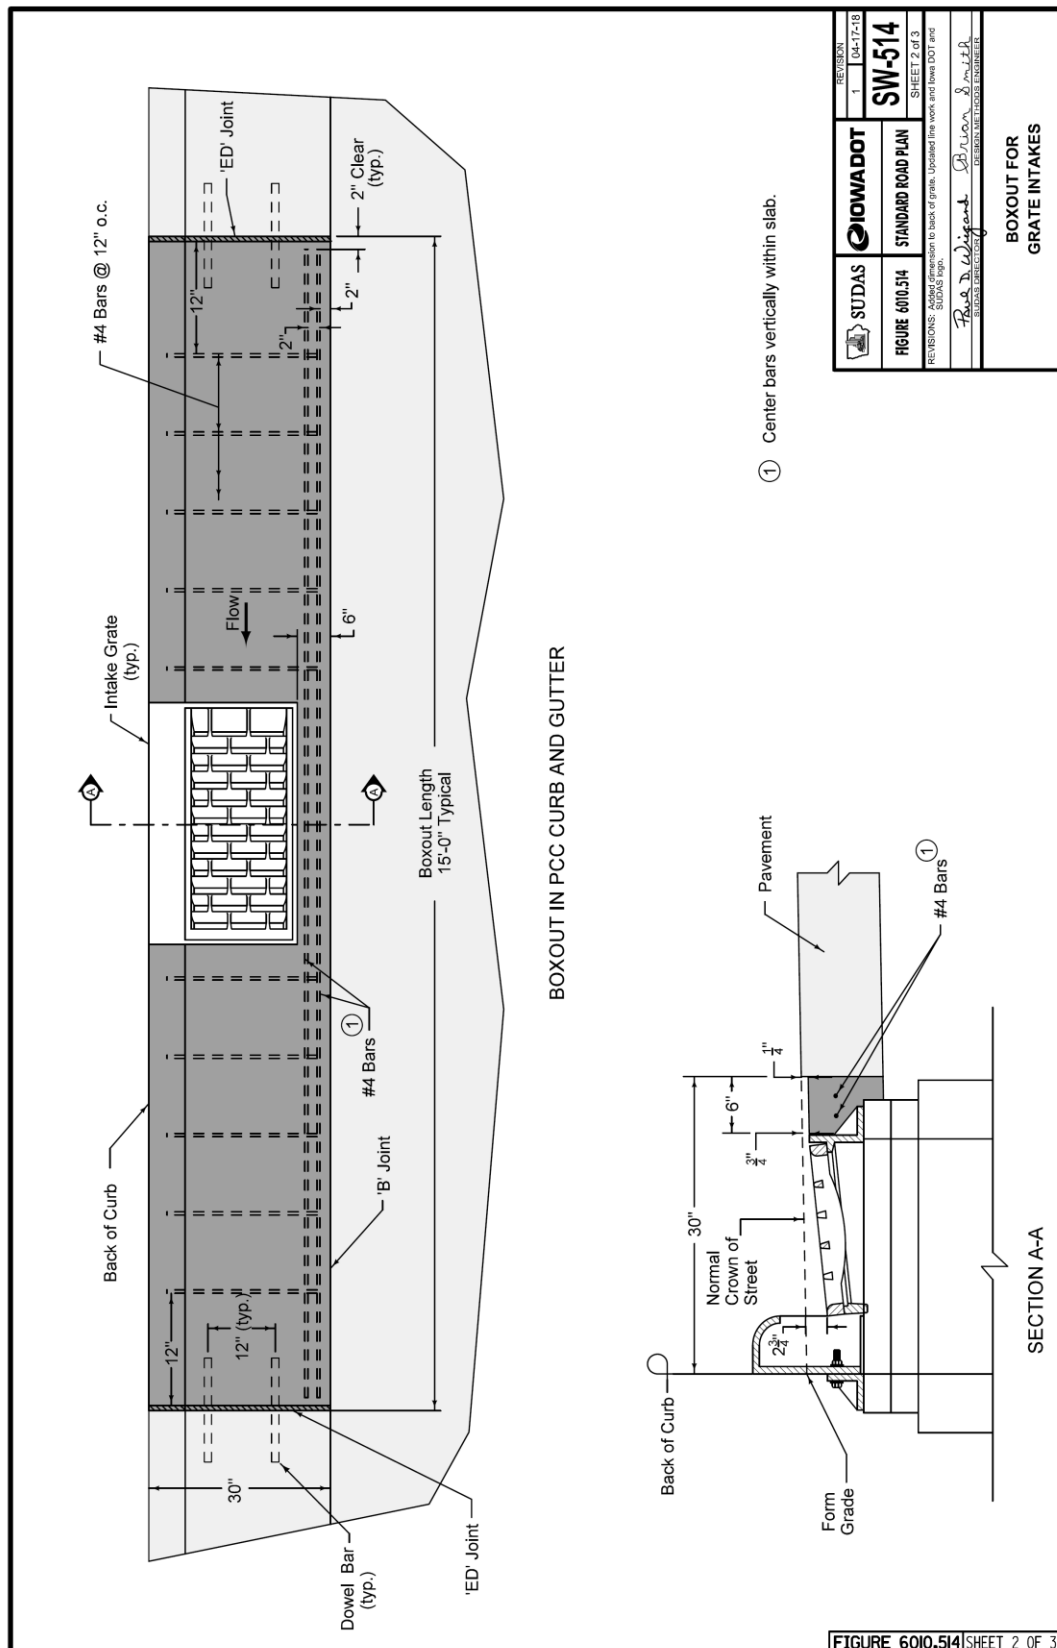 'ED' Joint
#4 Bars @ 12" o.c.
2" Clear
(typ.)
12"
2"
2"
Intake Grate
(typ.)
Flow
6"
A
A
Boxout Length
15'-0" Typical
Back of Curb
1
#4 Bars
'B' Joint
12"
12" (typ.)
30"
Dowel Bar
(typ.)
'ED' Joint
BOXOUT IN PCC CURB AND GUTTER
1 Center bars vertically within slab.
Pavement
#4 Bars
1
1/4"
6"
3/4"
30"
Normal
Crown of
Street
2 3/4"
Back of Curb
Form
Grade
SECTION A-A
SUDAS
IOWADOT
REVISION
1 04-17-18
SW-514
FIGURE 6010.514
STANDARD ROAD PLAN
SHEET 2 of 3
REVISIONS: Added dimension to back of grate. Updated line work and Iowa DOT and
SUDAS logo.
Paul D. Wiegand
Brian Smith
SUDAS DIRECTOR
DESIGN METHODS ENGINEER
BOXOUT FOR
GRATE INTAKES
FIGURE 6010.514 SHEET 2 OF 3